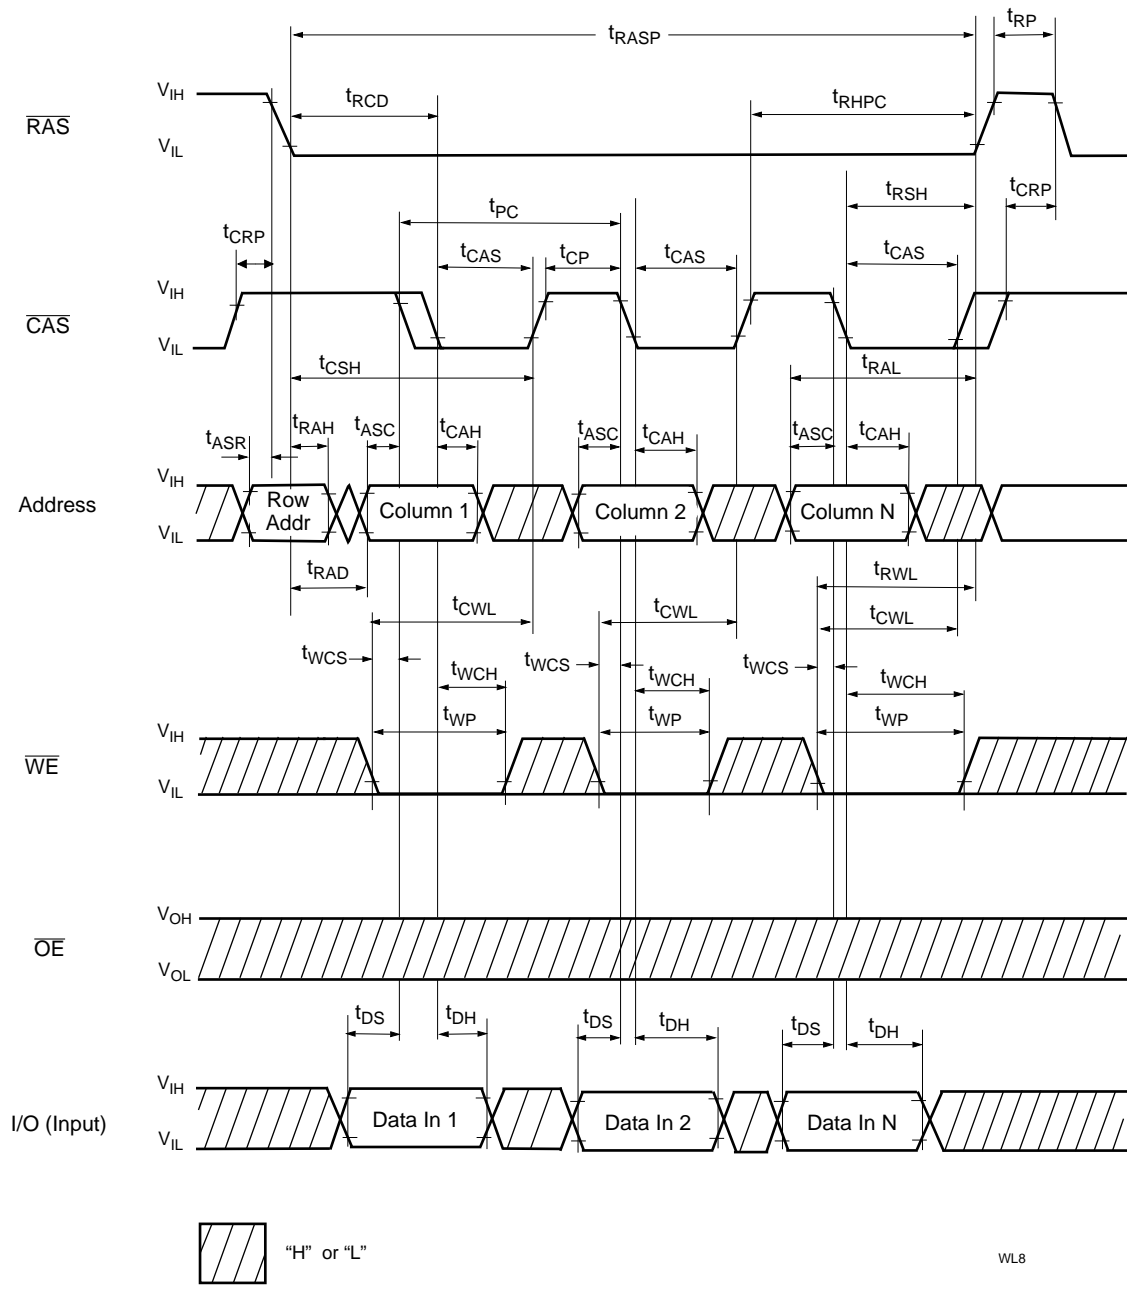 tRASP tRP
VIH tRCD tRHPC
RAS
VIL
tRSH tCRP
tPC
tCRP tCAS tCP tCAS tCAS
VIH
CAS
VIL
tCSH tRAL
tASR tRAH tASC tCAH tASC tCAH tASC tCAH
VIH
Address Row Addr Column 1 Column 2 Column N
VIL
tRAD tRWL
tCWL tCWL tCWL
tWCS tWCS tWCS
tWCH tWCH tWCH
tWP tWP tWP
VIH
WE
VIL
VOH
OE
VOL
tDS tDH tDS tDH tDS tDH
VIH
I/O (Input) Data In 1 Data In 2 Data In N
VIL
“H” or “L”
WL8